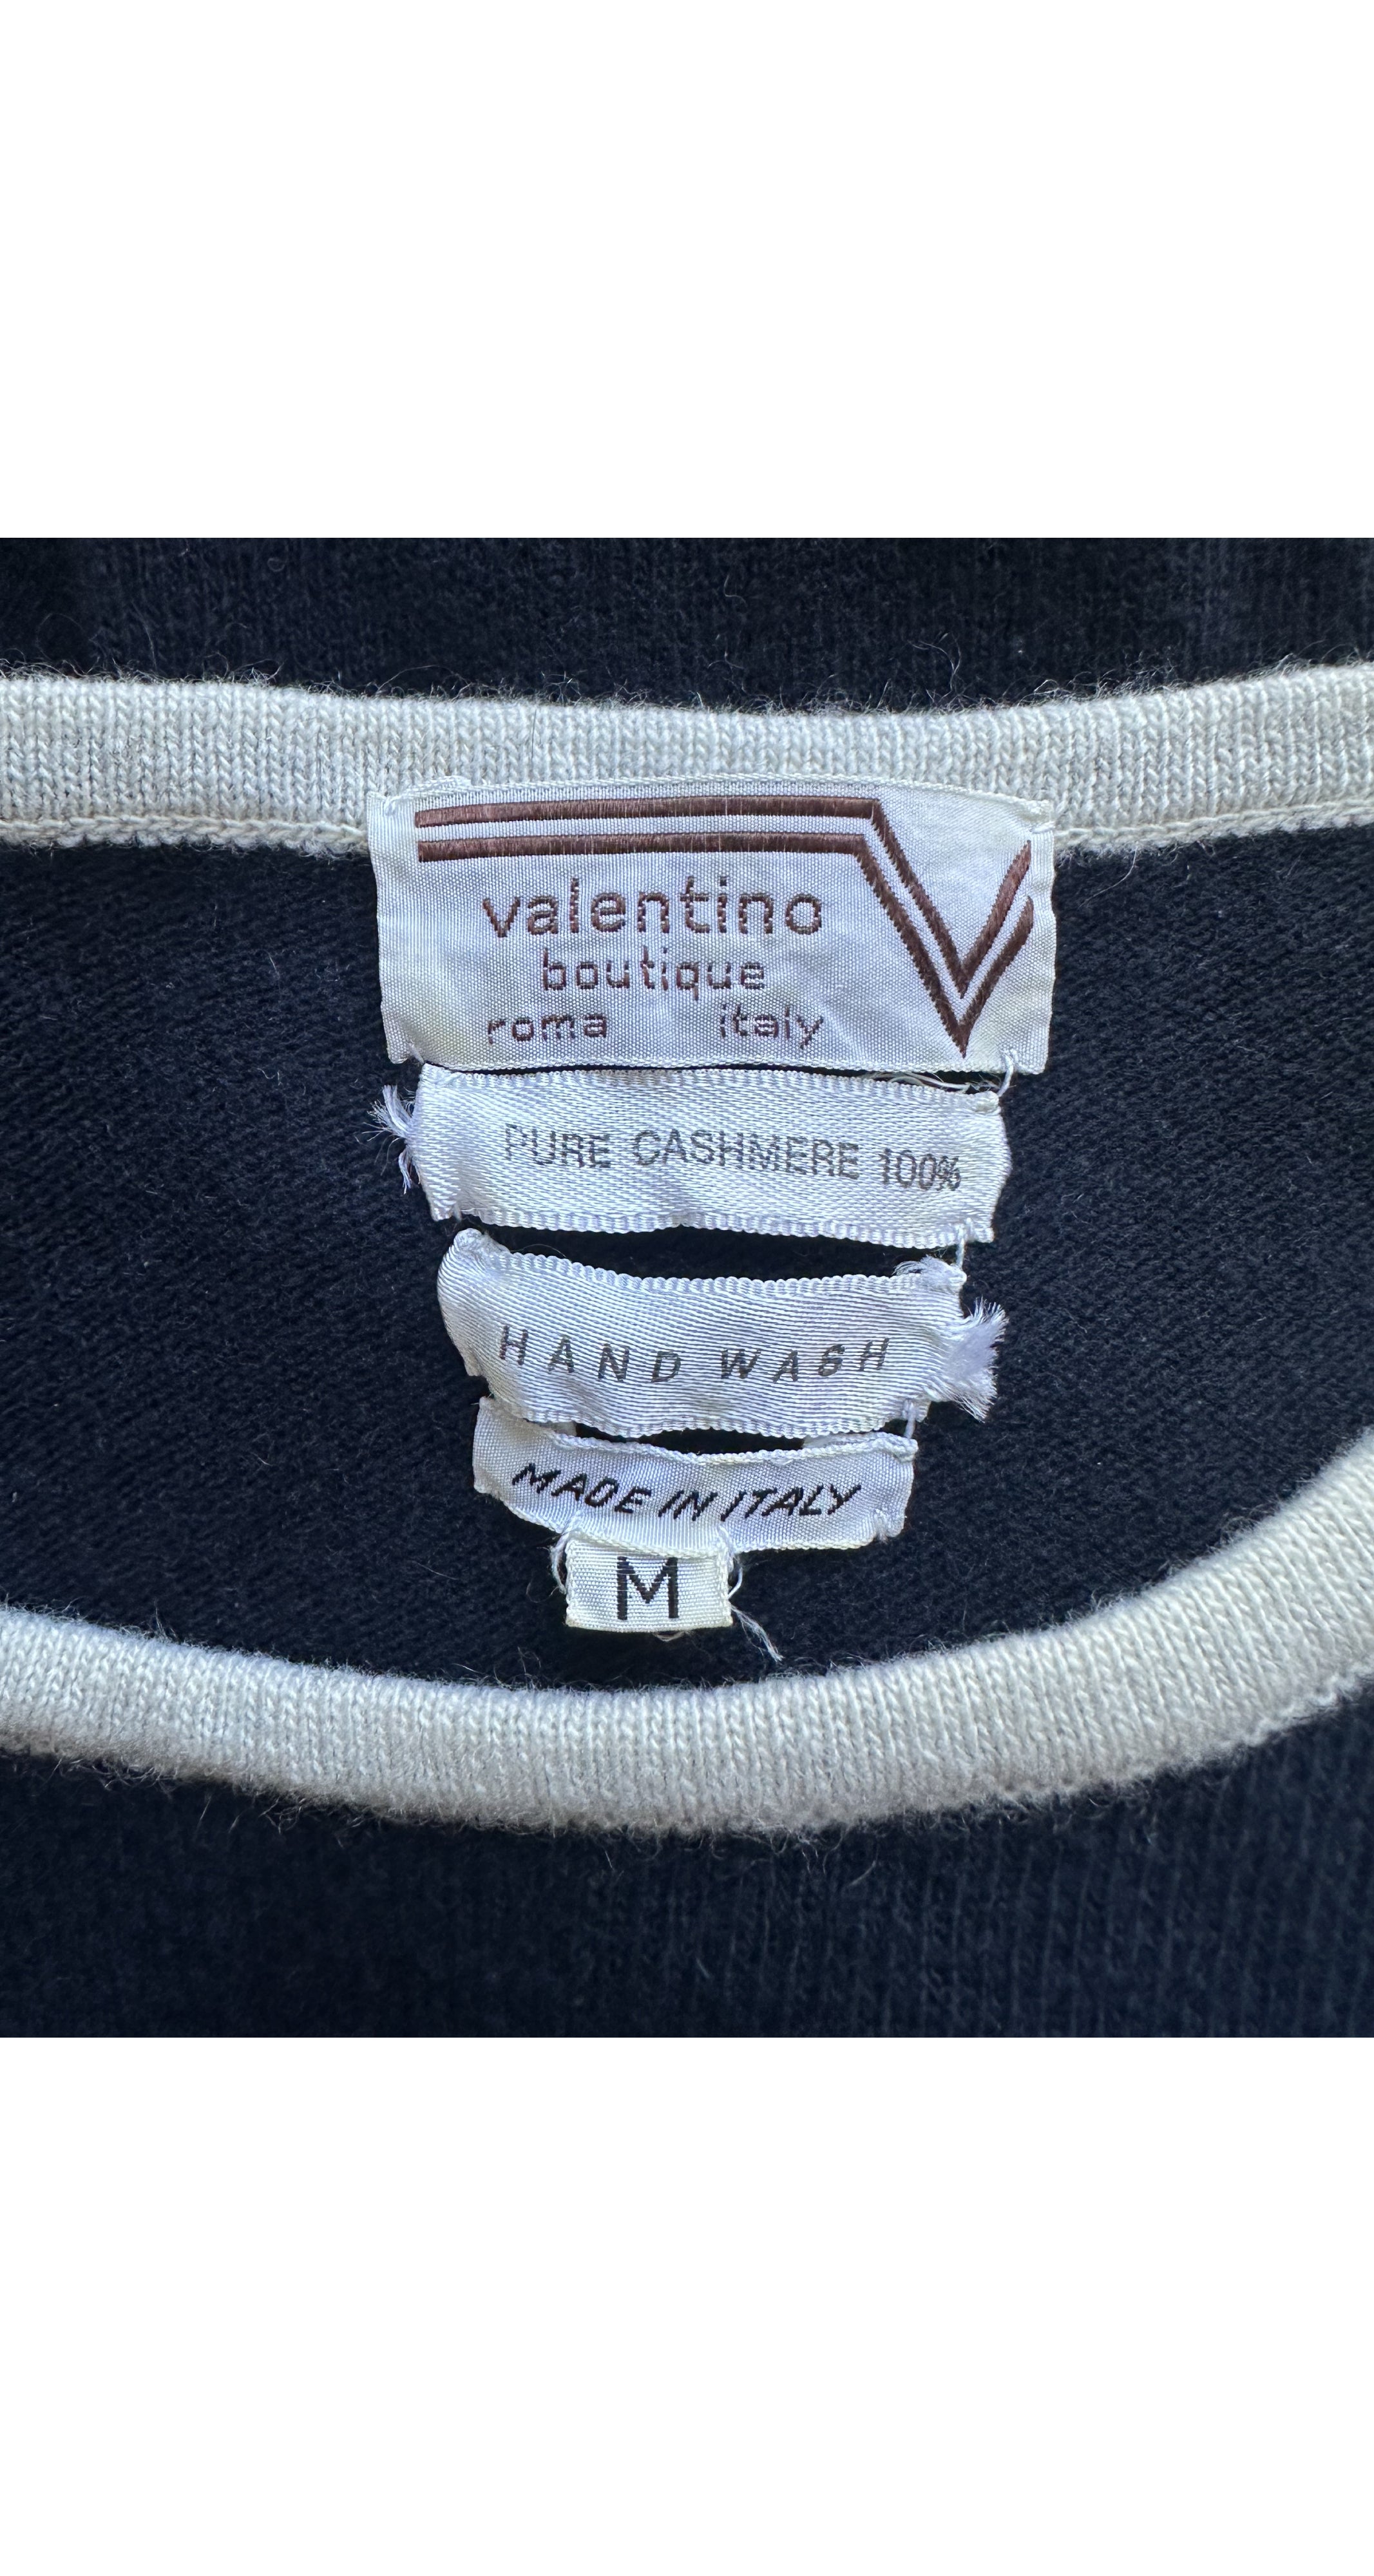 valentino
boutique
roma italy
PURE CASHMERE 100%
HAND WASH
MADE IN ITALY
M